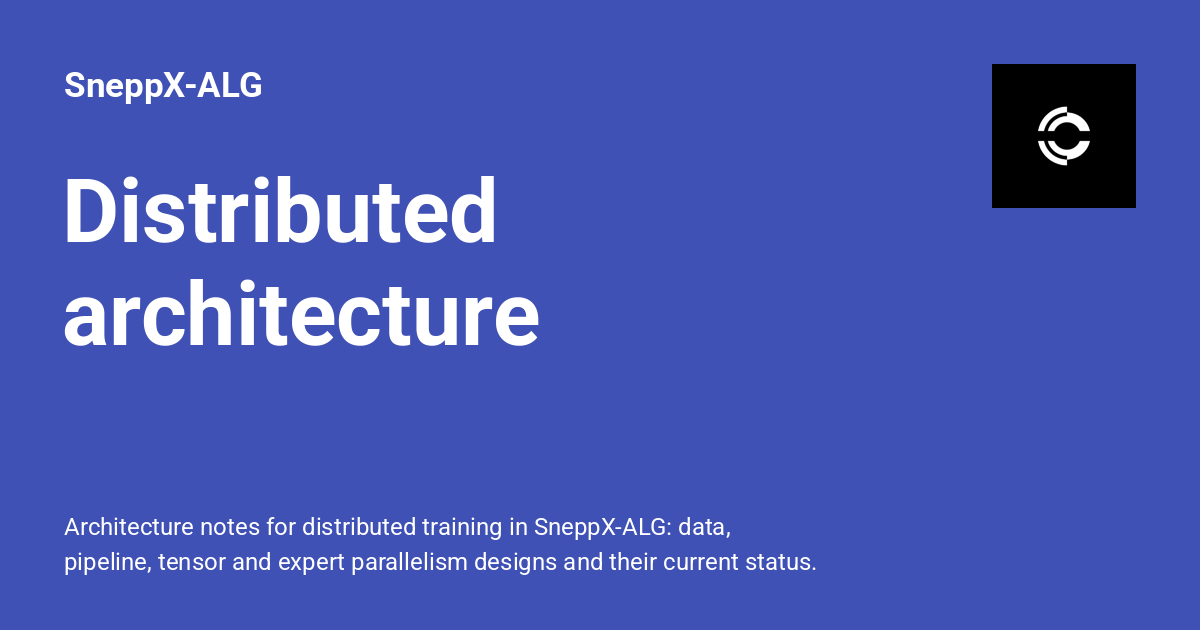 SneppX-ALG
Distributed
architecture
Architecture notes for distributed training in SneppX-ALG: data,
pipeline, tensor and expert parallelism designs and their current status.